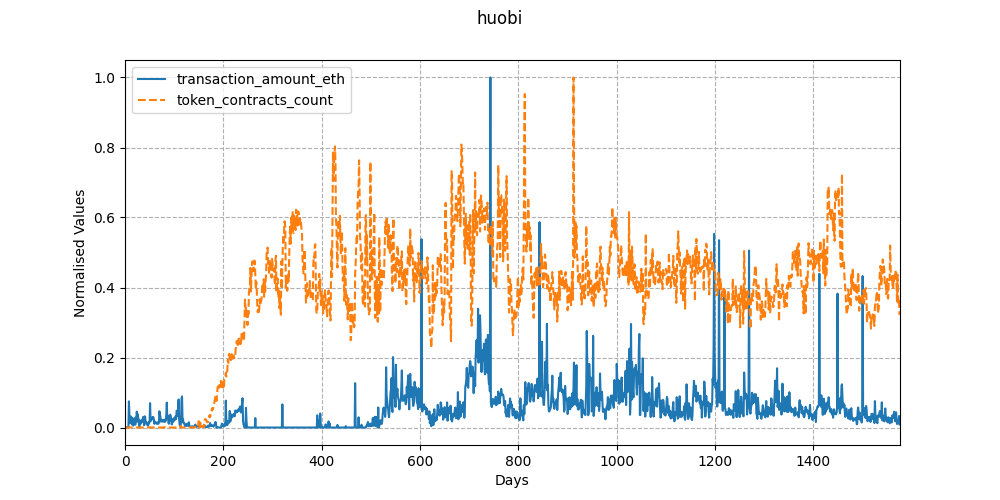 huobi
transaction_amount_eth
token_contracts_count
Normalised Values
1.0
0.8
0.6
0.4
0.2
0.0
0 200 400 600 800 1000 1200 1400
Days